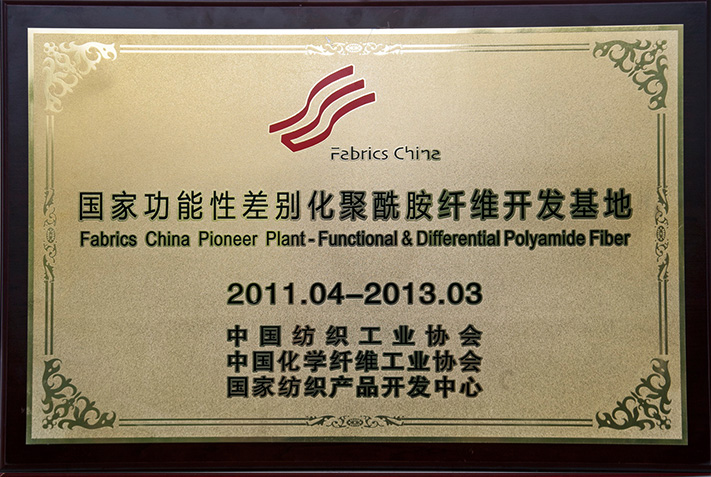 Fabrics China
国家功能性差别化聚酰胺纤维开发基地
Fabrics China Pioneer Plant - Functional & Differential Polyamide Fiber
2011.04-2013.03
中国纺织工业协会
中国化学纤维工业协会
国家纺织产品开发中心